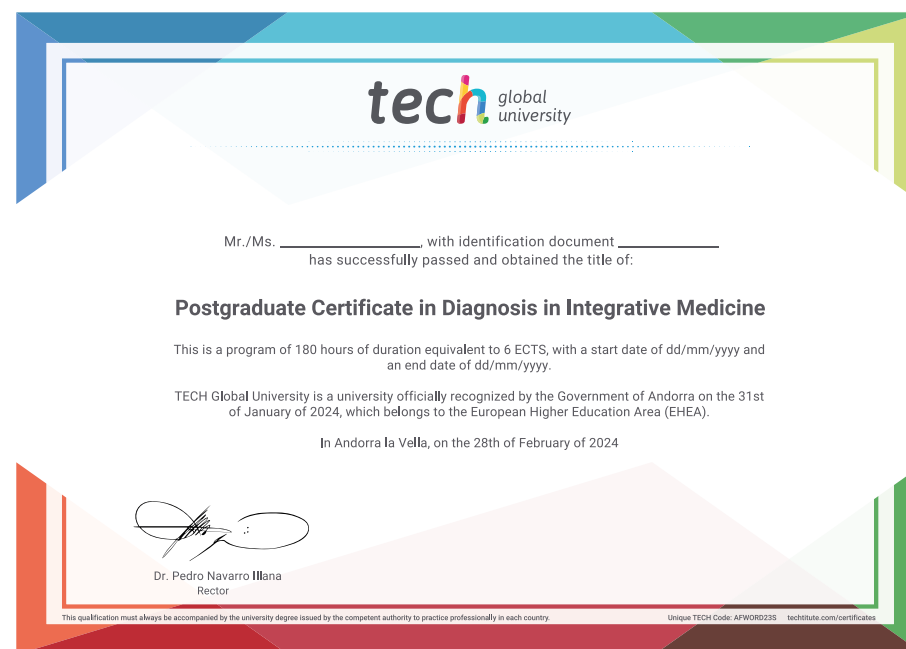 tech global university
Mr./Ms. ____________________, with identification document ______________
has successfully passed and obtained the title of:
Postgraduate Certificate in Diagnosis in Integrative Medicine
This is a program of 180 hours of duration equivalent to 6 ECTS, with a start date of dd/mm/yyyy and
an end date of dd/mm/yyyy.
TECH Global University is a university officially recognized by the Government of Andorra on the 31st
of January of 2024, which belongs to the European Higher Education Area (EHEA).
In Andorra la Vella, on the 28th of February of 2024
Dr. Pedro Navarro Illana
Rector
This qualification must always be accompanied by the university degree issued by the competent authority to practice professionally in each country.
Unique TECH Code: AFWORD23S techtitute.com/certificates